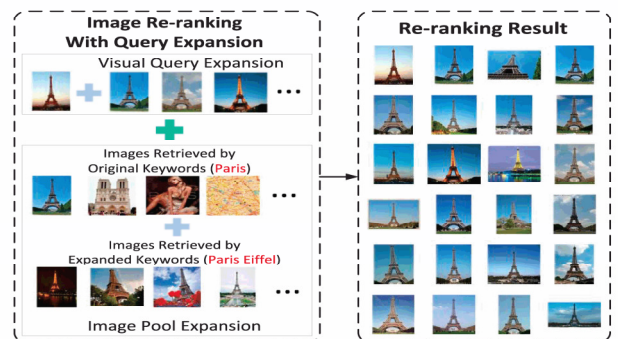 Image Re-ranking
With Query Expansion
Visual Query Expansion
Images Retrieved by
Original Keywords (Paris)
Images Retrieved by
Expanded Keywords (Paris Eiffel)
Image Pool Expansion
Re-ranking Result